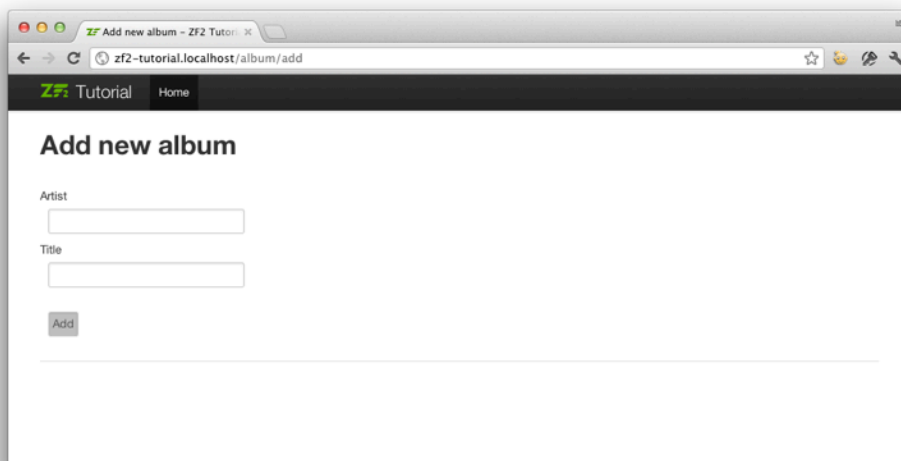 ZF Add new album – ZF2 Tutori
zf2-tutorial.localhost/album/add
ZF2 Tutorial Home
Add new album
Artist
Title
Add